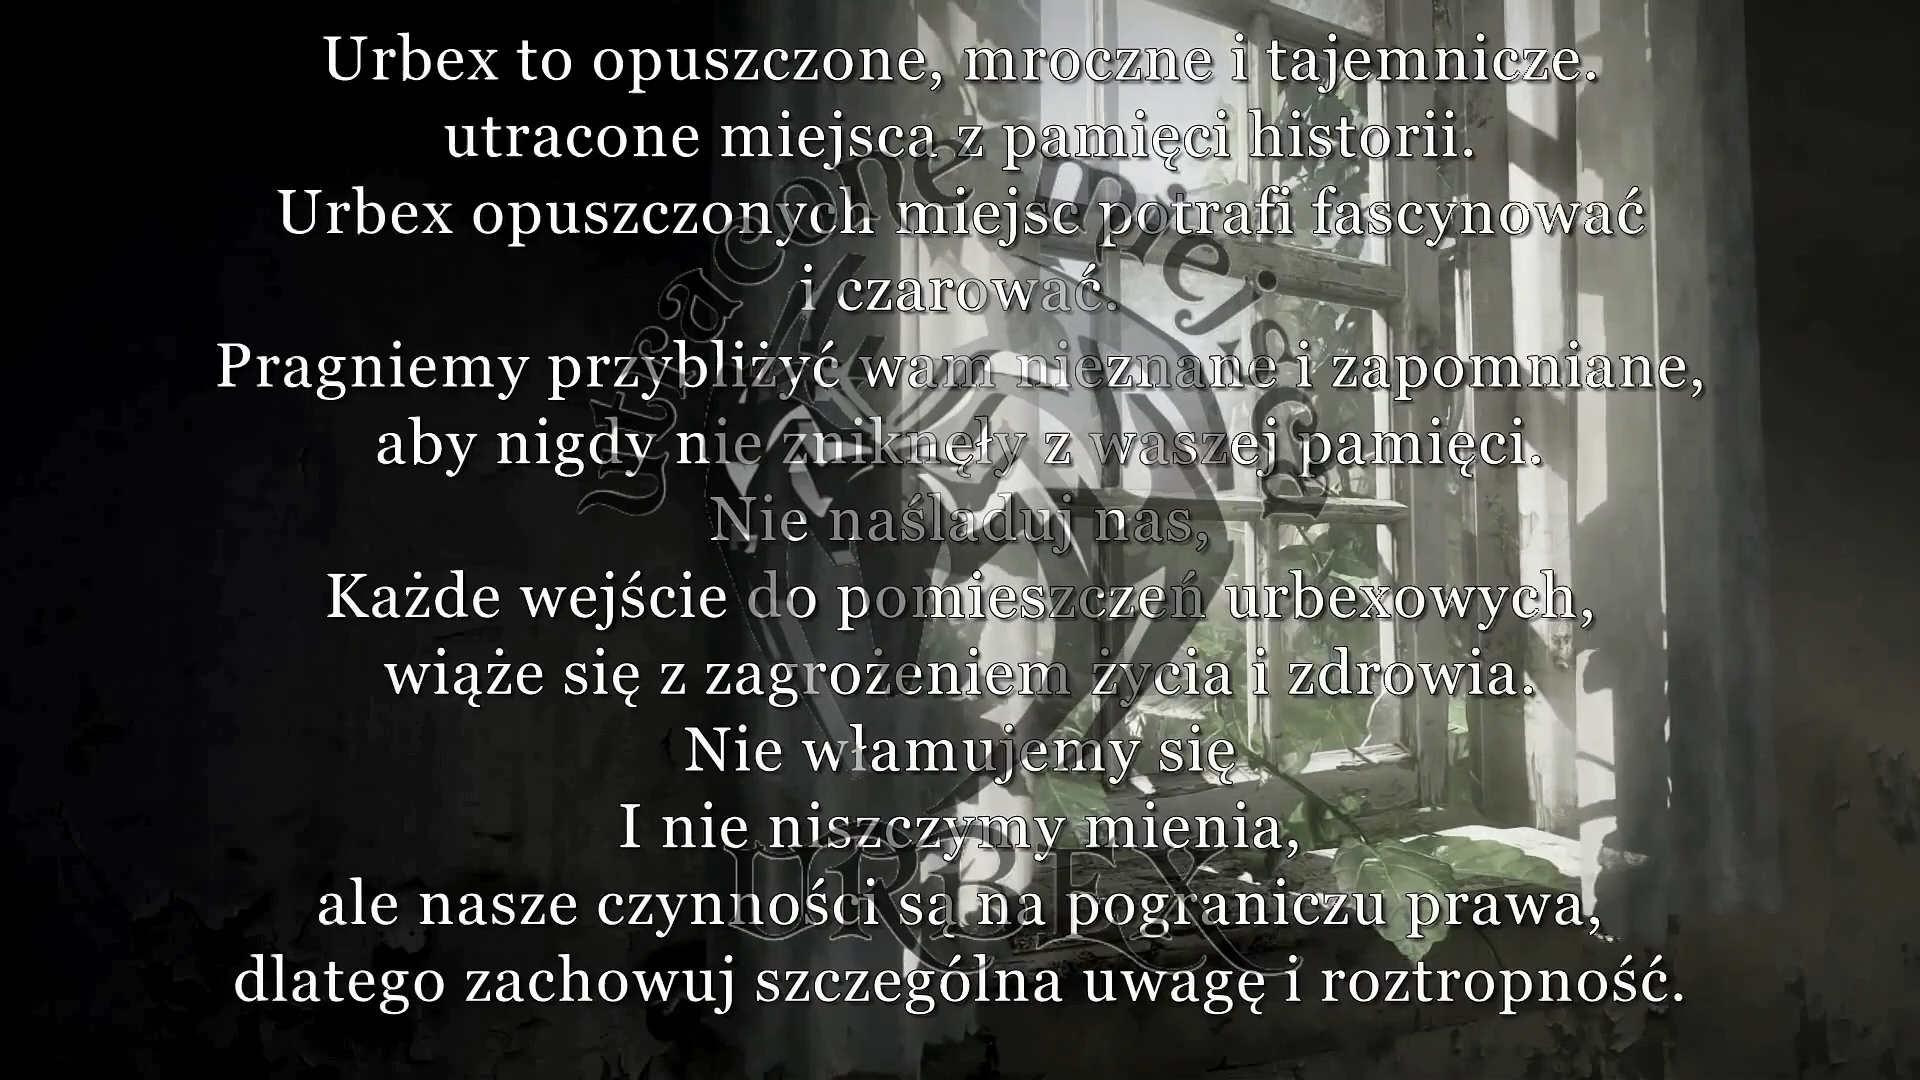 Urbex to opuszczone, mroczne i tajemnicze.
utracone miejsca z pamięci historii.
Urbex opuszczonych miejsc potrafi fascynować
i czarować.
Pragniemy przybliżyć wam nieznane i zapomniane,
aby nigdy nie zniknęły z waszej pamięci.
Nie naśladuj nas,
Każde wejście do pomieszczeń urbexowych,
wiąże się z zagrożeniem życia i zdrowia.
Nie włamujemy się
I nie niszczymy mienia,
ale nasze czynności są na pograniczu prawa,
dlatego zachowuj szczególna uwagę i roztropność.
Utracone miejsca
URBEX